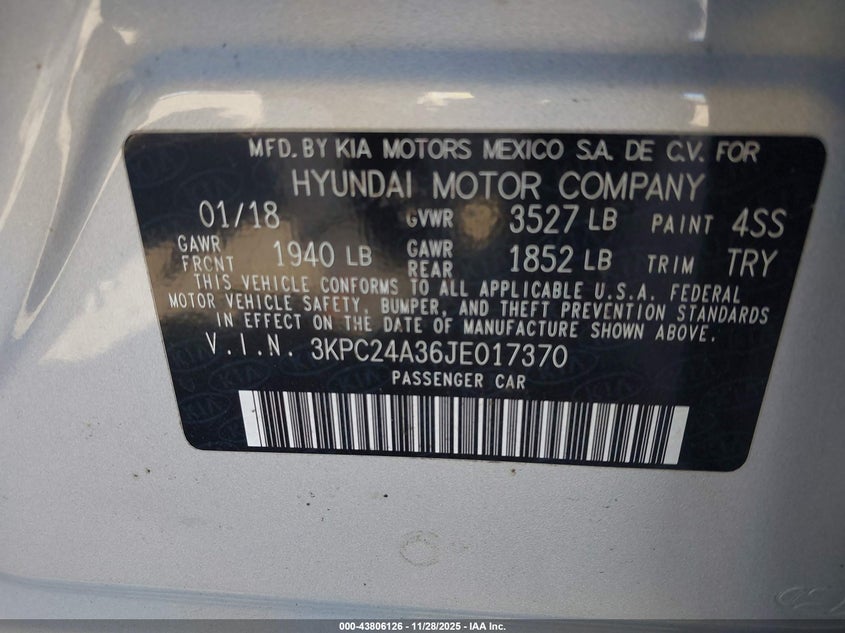 MFD. BY KIA MOTORS MEXICO S.A. DE C.V. FOR
HYUNDAI MOTOR COMPANY
01/18 GVWR 3527 LB PAINT 4SS
GAWR FRONT 1940 LB GAWR REAR 1852 LB TRIM TRY
THIS VEHICLE CONFORMS TO ALL APPLICABLE U.S.A. FEDERAL
MOTOR VEHICLE SAFETY, BUMPER, AND THEFT PREVENTION STANDARDS
IN EFFECT ON THE DATE OF MANUFACTURE SHOWN ABOVE.
V.I.N. 3KPC24A36JE017370
PASSENGER CAR
000-43806126 - 11/28/2025 - IAA Inc.